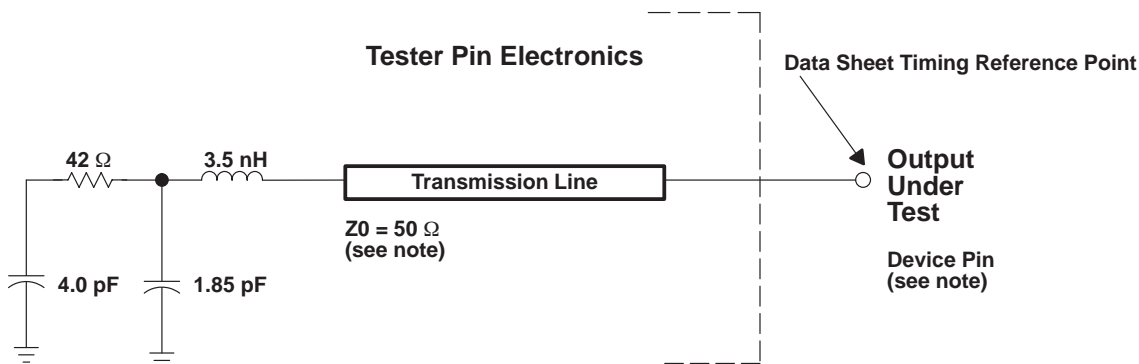 Tester Pin Electronics
Data Sheet Timing Reference Point
42 Ω
3.5 nH
Transmission Line
Output
Under
Test
Z0 = 50 Ω
(see note)
Device Pin
(see note)
4.0 pF
1.85 pF